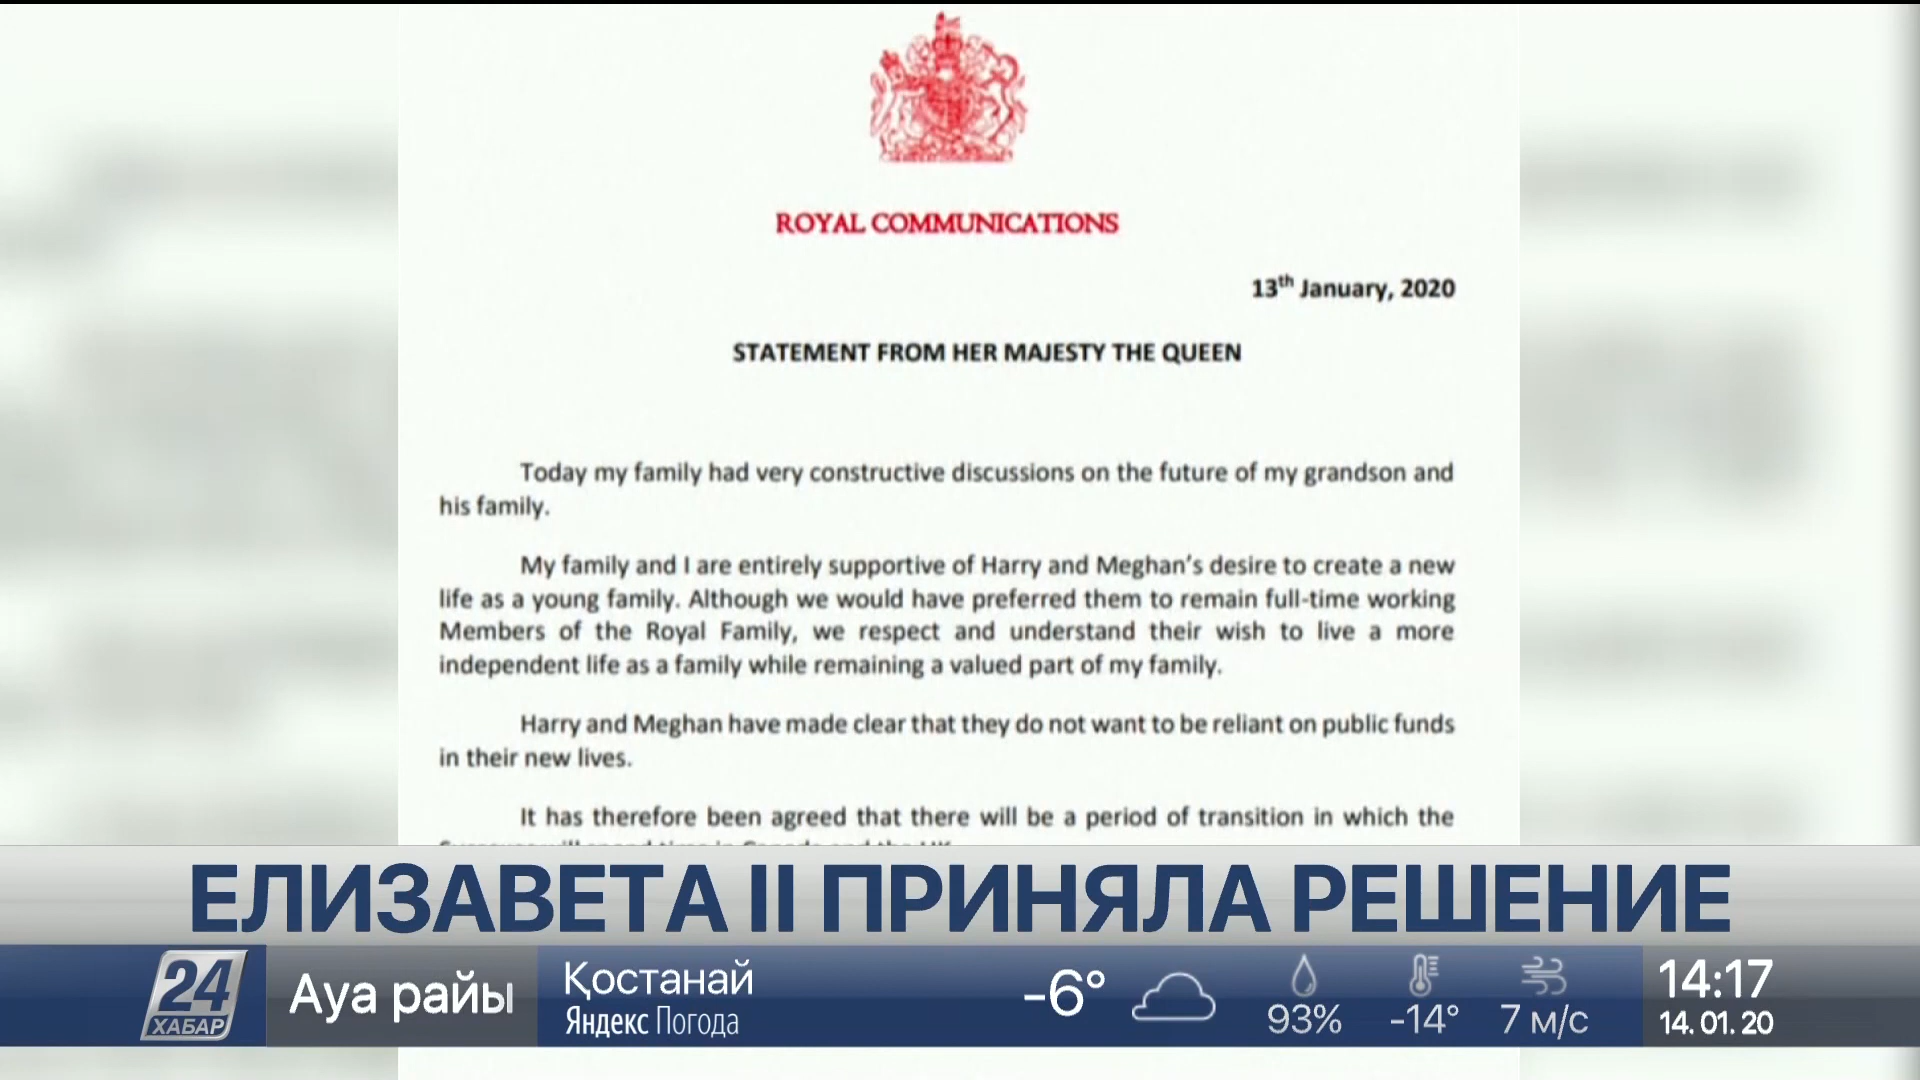 ROYAL COMMUNICATIONS
13th January, 2020
STATEMENT FROM HER MAJESTY THE QUEEN
Today my family had very constructive discussions on the future of my grandson and
his family.
My family and I are entirely supportive of Harry and Meghan's desire to create a new
life as a young family. Although we would have preferred them to remain full-time working
Members of the Royal Family, we respect and understand their wish to live a more
independent life as a family while remaining a valued part of my family.
Harry and Meghan have made clear that they do not want to be reliant on public funds
in their new lives.
It has therefore been agreed that there will be a period of transition in which the
ЕЛИЗАВЕТА II ПРИНЯЛА РЕШЕНИЕ
24
ХАБАР
Ауа райы
Қостанай
Яндекс Погода
-6°
93%
-14°
7 м/с
14:17
14. 01. 20